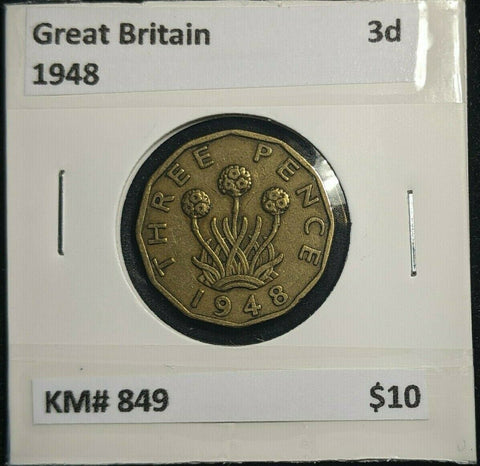 Great Britain 3d
1948
THREE PENCE
1948
KM# 849 $10